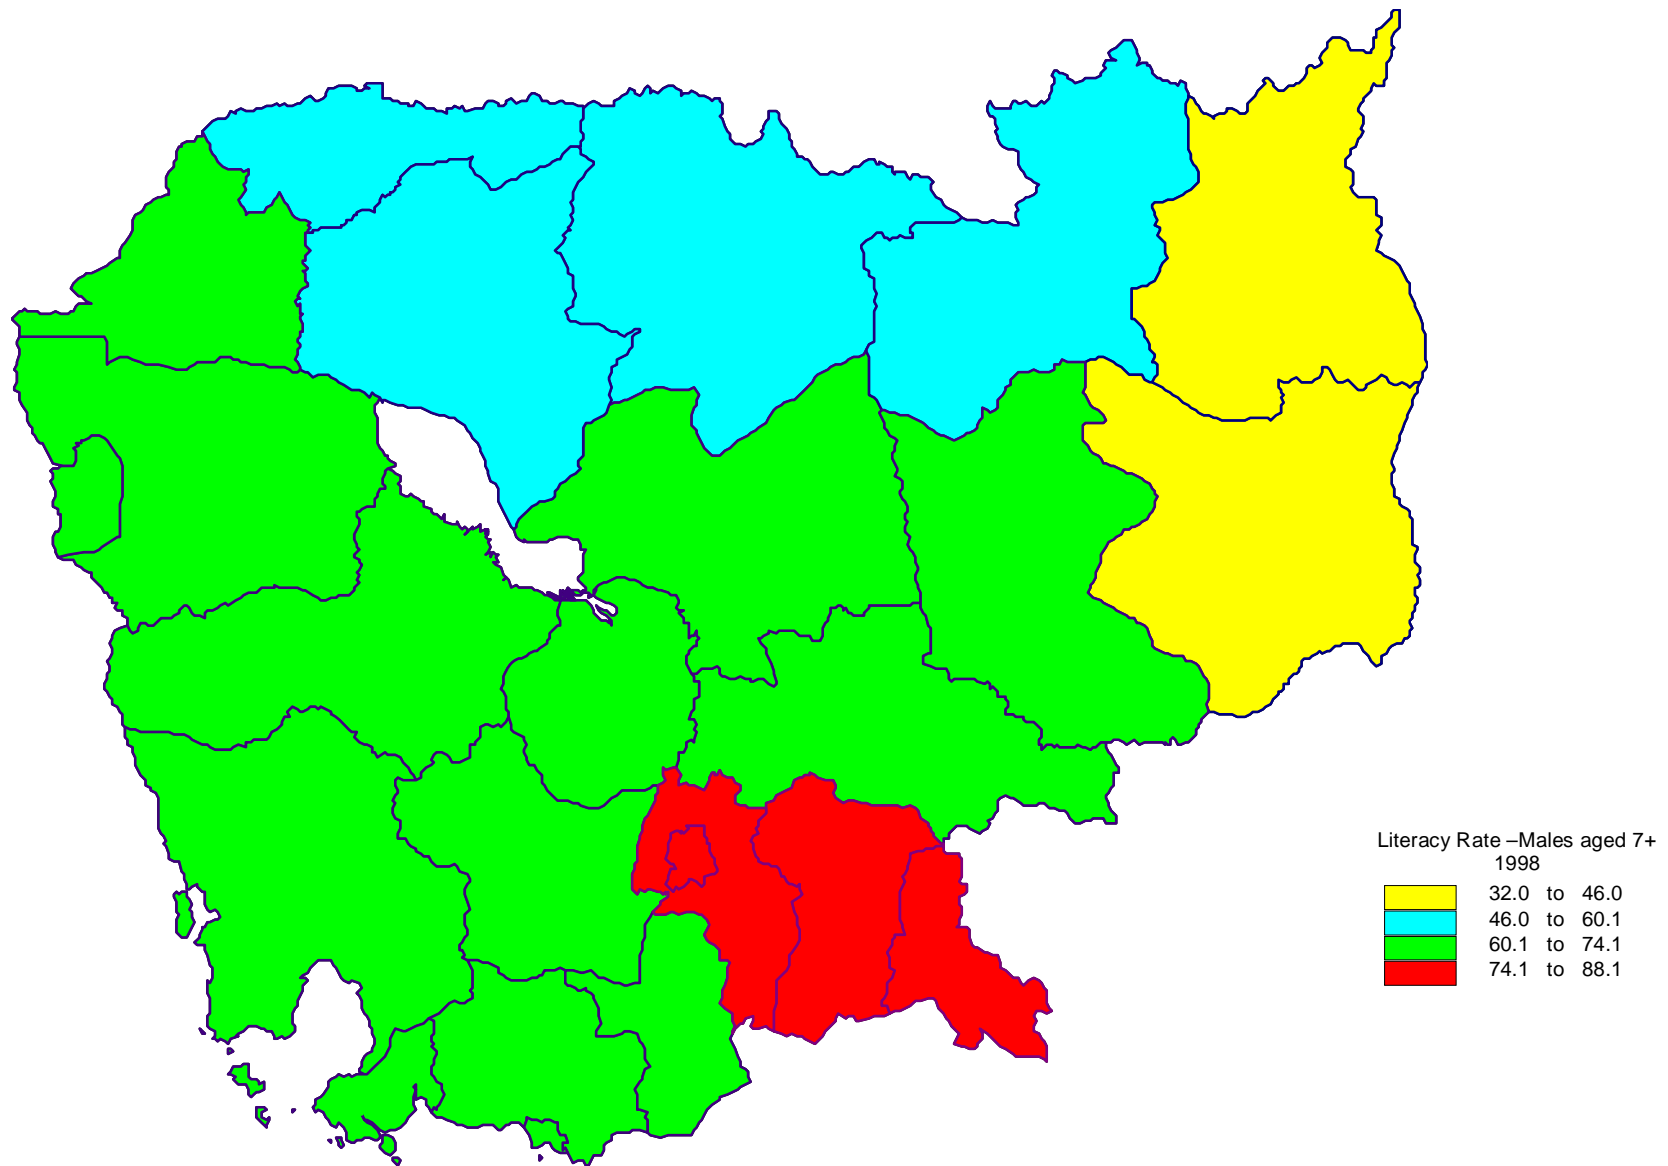 Literacy Rate –Males aged 7+
1998
32.0 to 46.0
46.0 to 60.1
60.1 to 74.1
74.1 to 88.1